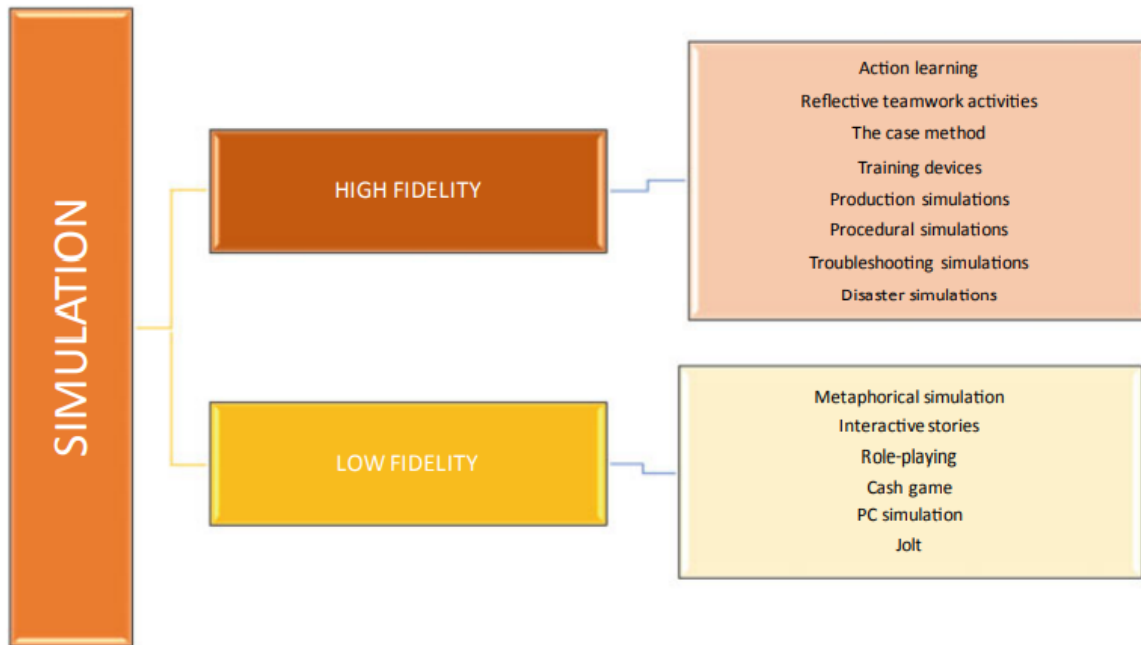 SIMULATION
HIGH FIDELITY
Action learning
Reflective teamwork activities
The case method
Training devices
Production simulations
Procedural simulations
Troubleshooting simulations
Disaster simulations
LOW FIDELITY
Metaphorical simulation
Interactive stories
Role-playing
Cash game
PC simulation
Jolt